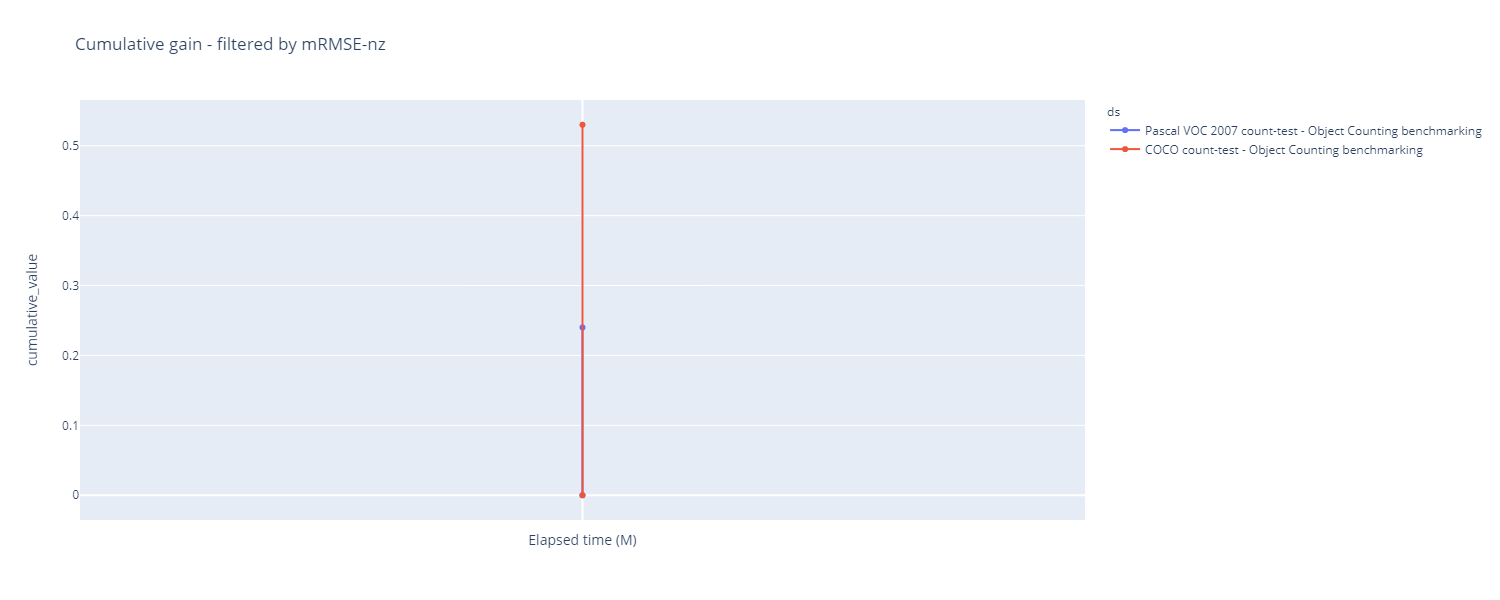 Cumulative gain - filtered by mRMSE-nz
ds
Pascal VOC 2007 count-test - Object Counting benchmarking
COCO count-test - Object Counting benchmarking
0.5
0.4
0.3
0.2
0.1
0
cumulative_value
Elapsed time (M)